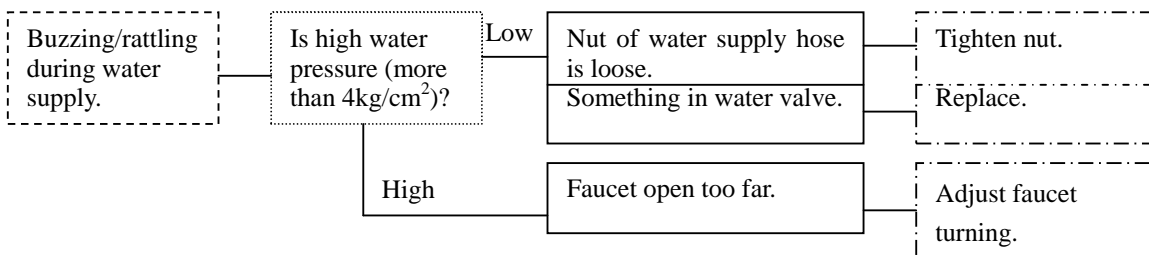 Buzzing/rattling
during water
supply.
Is high water
pressure (more
than 4kg/cm²)?
Low
Nut of water supply hose
is loose.
Tighten nut.
Something in water valve.
Replace.
High
Faucet open too far.
Adjust faucet
turning.